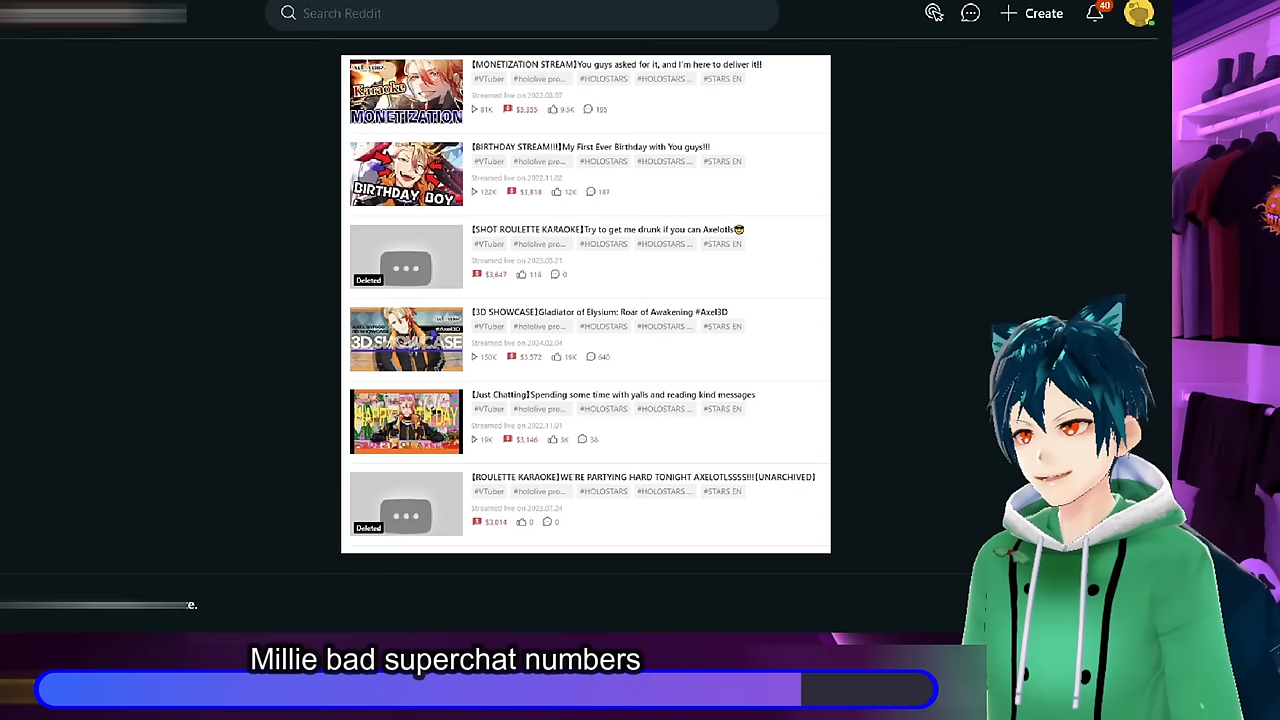 Search Reddit
Create
40
【MONETIZATION STREAM】You guys asked for it, and I'm here to deliver it!!
#VTuber #hololive pro... #HOLOSTARS #HOLOSTARS ... #STARS EN
Streamed live on 2022.08.07
81K $5,355 9.5K 195
Karaoke
MONETIZATION
【BIRTHDAY STREAM!!!】My First Ever Birthday with You guys!!!
#VTuber #hololive pro... #HOLOSTARS #HOLOSTARS ... #STARS EN
Streamed live on 2022.11.02
122K $3,818 12K 187
BIRTHDAY BOY
【SHOT ROULETTE KARAOKE】Try to get me drunk if you can Axelotls😎
#VTuber #hololive pro... #HOLOSTARS #HOLOSTARS ... #STARS EN
$3,647 118 0
Deleted
【3D SHOWCASE】Gladiator of Elysium: Roar of Awakening #Axel3D
#VTuber #hololive pro... #HOLOSTARS #HOLOSTARS ... #STARS EN
Streamed live on 2024.02.04
150K $3,572 19K 640
#Axel3D
3D SHOWCASE
【Just Chatting】Spending some time with yalls and reading kind messages
#VTuber #hololive pro... #HOLOSTARS #HOLOSTARS ... #STARS EN
Streamed live on 2022.11.01
19K $3,146 3K 38
【ROULETTE KARAOKE】WE'RE PARTYING HARD TONIGHT AXELOTLSSSS!!!【UNARCHIVED】
#VTuber #hololive pro... #HOLOSTARS #HOLOSTARS ... #STARS EN
Streamed live on 2023.07.24
$3,014 0 0
Deleted
Millie bad superchat numbers